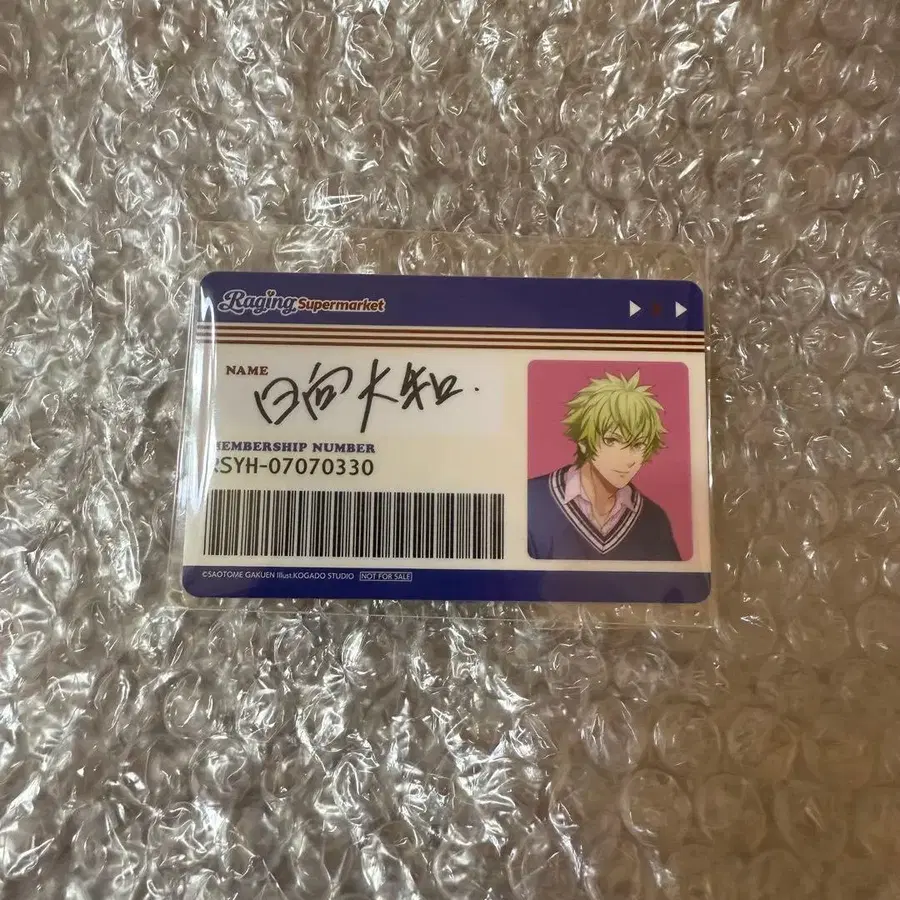 Raging Supermarket
NAME
日向大和.
MEMBERSHIP NUMBER
RSYH-07070330
©SAOTOME GAKUEN Illust.KOGADO STUDIO NOT FOR SALE